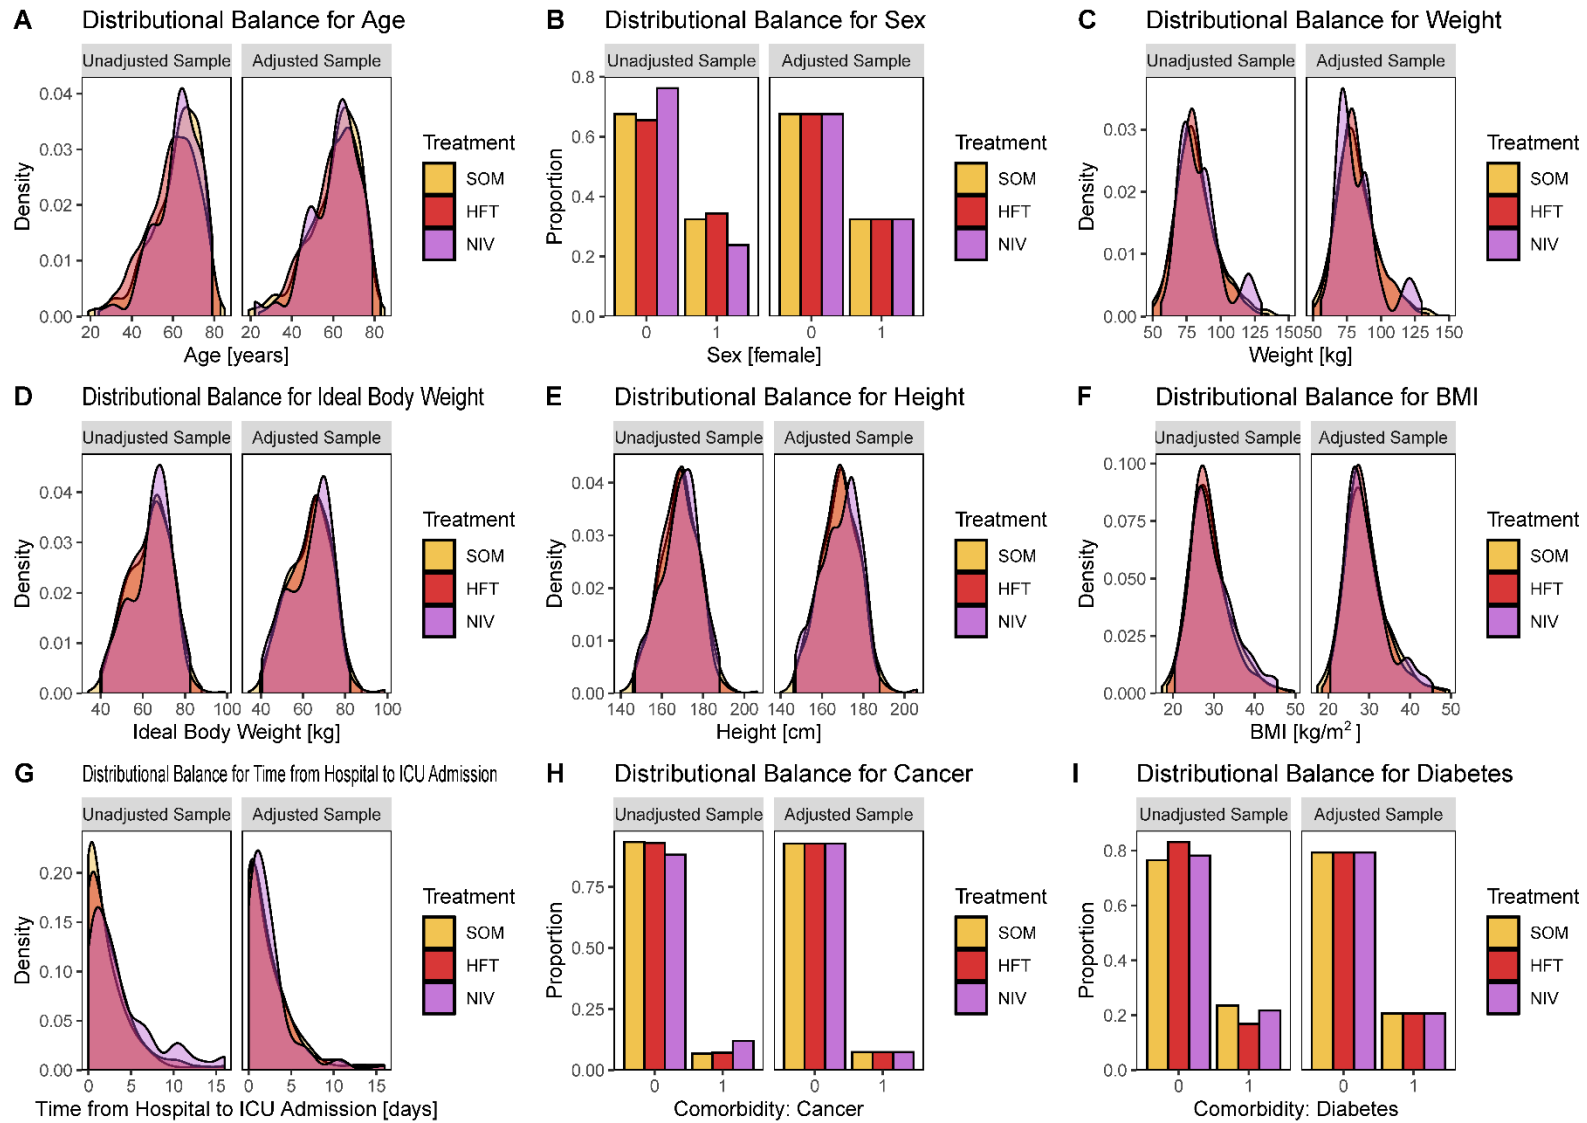 A Distributional Balance for Age
Unadjusted Sample Adjusted Sample
0.04
0.03
0.02
0.01
0.00
Density
20 40 60 80 20 40 60 80
Age [years]
Treatment
SOM
HFT
NIV
B Distributional Balance for Sex
Unadjusted Sample Adjusted Sample
0.8
0.6
0.4
0.2
0.0
Proportion
0 1 0 1
Sex [female]
Treatment
SOM
HFT
NIV
C Distributional Balance for Weight
Unadjusted Sample Adjusted Sample
0.03
0.02
0.01
0.00
Density
50 75 100 125 150 50 75 100 125 150
Weight [kg]
Treatment
SOM
HFT
NIV
D Distributional Balance for Ideal Body Weight
Unadjusted Sample Adjusted Sample
0.04
0.03
0.02
0.01
0.00
Density
40 60 80 100 40 60 80 100
Ideal Body Weight [kg]
Treatment
SOM
HFT
NIV
E Distributional Balance for Height
Unadjusted Sample Adjusted Sample
0.04
0.03
0.02
0.01
0.00
Density
140 160 180 200 140 160 180 200
Height [cm]
Treatment
SOM
HFT
NIV
F Distributional Balance for BMI
Unadjusted Sample Adjusted Sample
0.100
0.075
0.050
0.025
0.000
Density
20 30 40 50 20 30 40 50
BMI [kg/m²]
Treatment
SOM
HFT
NIV
G Distributional Balance for Time from Hospital to ICU Admission
Unadjusted Sample Adjusted Sample
0.20
0.15
0.10
0.05
0.00
Density
0 5 10 15 0 5 10 15
Time from Hospital to ICU Admission [days]
Treatment
SOM
HFT
NIV
H Distributional Balance for Cancer
Unadjusted Sample Adjusted Sample
0.75
0.50
0.25
0.00
Proportion
0 1 0 1
Comorbidity: Cancer
Treatment
SOM
HFT
NIV
I Distributional Balance for Diabetes
Unadjusted Sample Adjusted Sample
0.8
0.6
0.4
0.2
0.0
Proportion
0 1 0 1
Comorbidity: Diabetes
Treatment
SOM
HFT
NIV